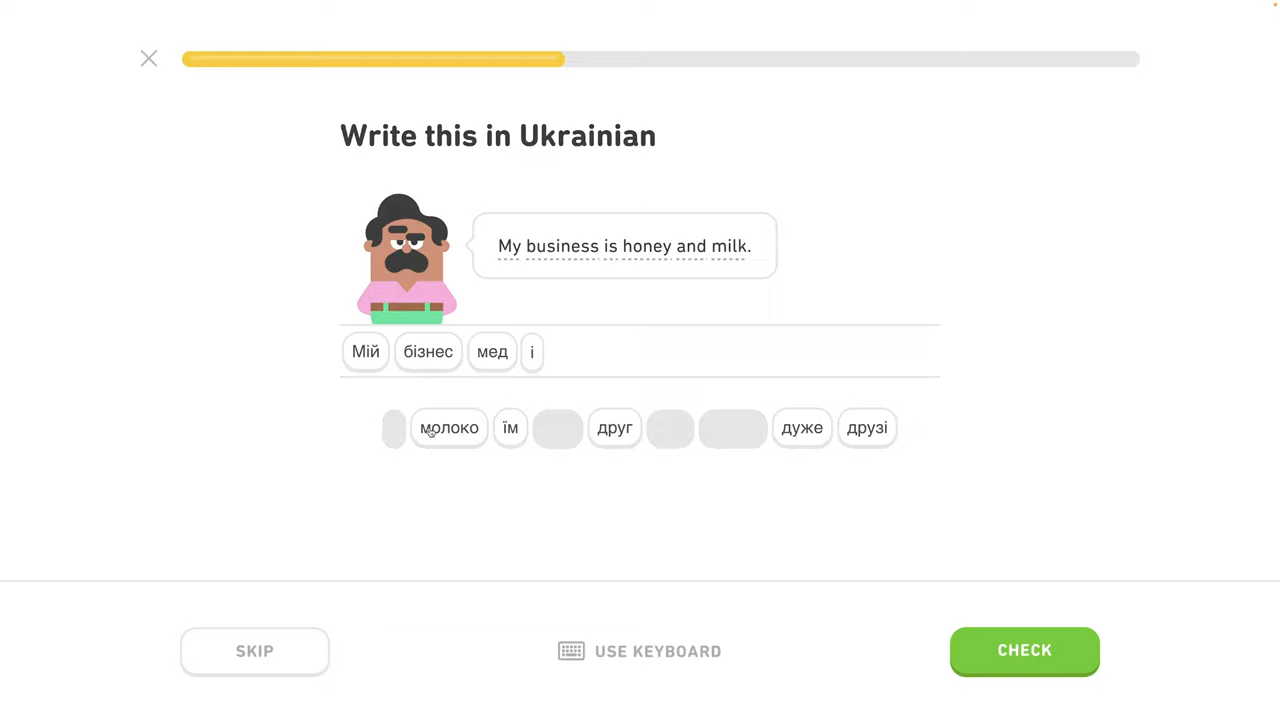 Write this in Ukrainian
My business is honey and milk.
Мій бізнес мед і
молоко їм друг дуже друзі
SKIP USE KEYBOARD CHECK